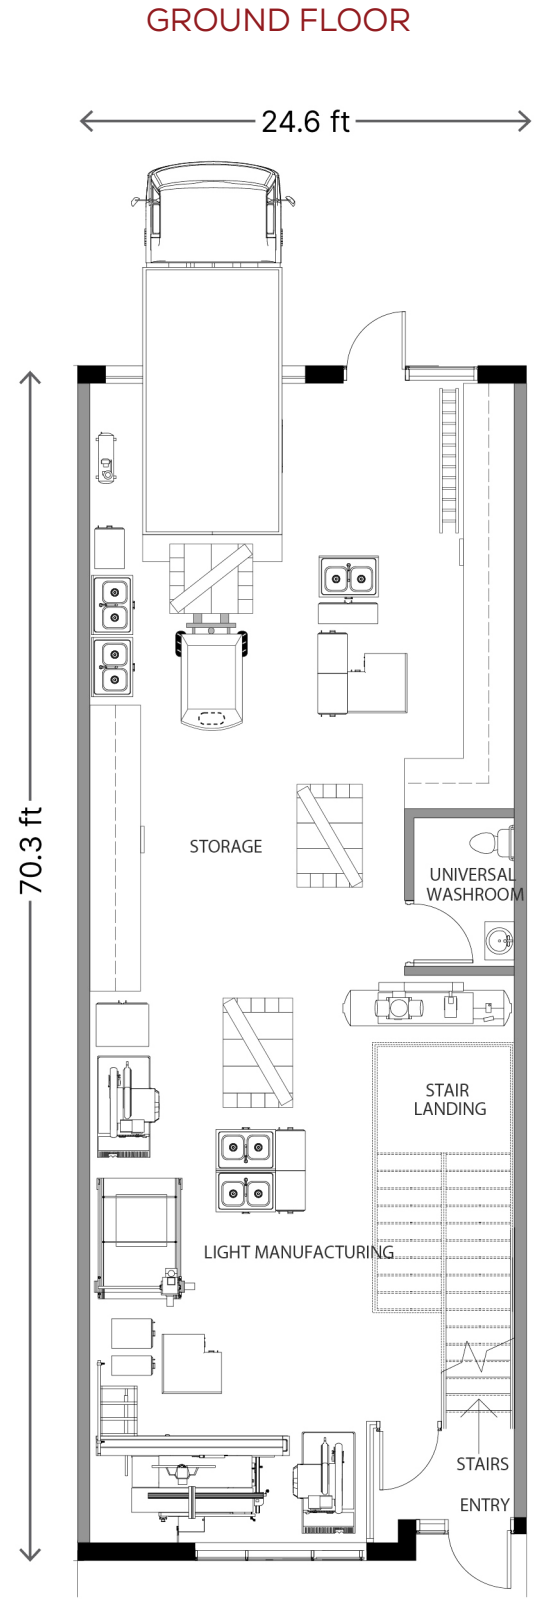 GROUND FLOOR
24.6 ft
70.3 ft
STORAGE
UNIVERSAL
WASHROOM
STAIR
LANDING
LIGHT MANUFACTURING
STAIRS
ENTRY